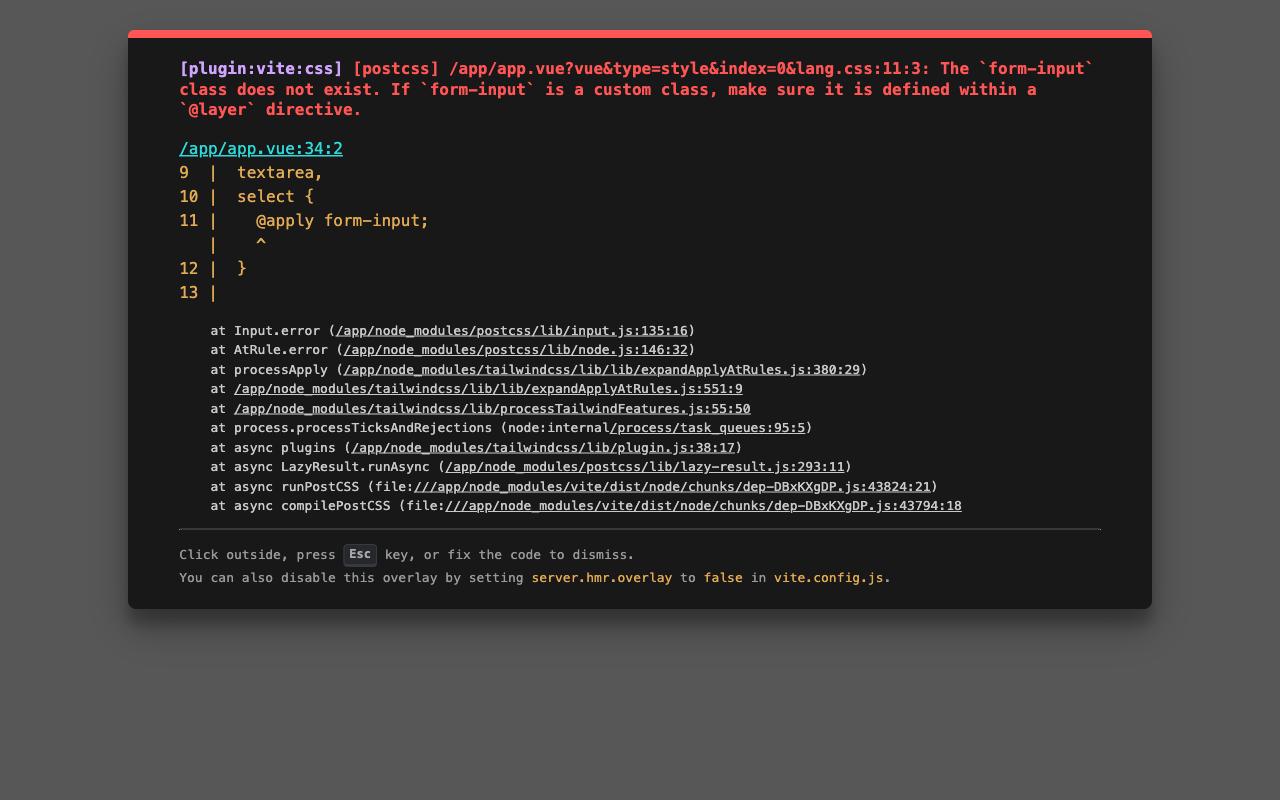 [plugin:vite:css] [postcss] /app/app.vue?vue&type=style&index=0&lang.css:11:3: The `form-input`
class does not exist. If `form-input` is a custom class, make sure it is defined within a
`@layer` directive.
/app/app.vue:34:2
9  |  textarea,
10 |  select {
11 |    @apply form-input;
   |    ^
12 |  }
13 |
at Input.error (/app/node_modules/postcss/lib/input.js:135:16)
at AtRule.error (/app/node_modules/postcss/lib/node.js:146:32)
at processApply (/app/node_modules/tailwindcss/lib/lib/expandApplyAtRules.js:380:29)
at /app/node_modules/tailwindcss/lib/lib/expandApplyAtRules.js:551:9
at /app/node_modules/tailwindcss/lib/processTailwindFeatures.js:55:50
at process.processTicksAndRejections (node:internal/process/task_queues:95:5)
at async plugins (/app/node_modules/tailwindcss/lib/plugin.js:38:17)
at async LazyResult.runAsync (/app/node_modules/postcss/lib/lazy-result.js:293:11)
at async runPostCSS (file:///app/node_modules/vite/dist/node/chunks/dep-DBxKXgDP.js:43824:21)
at async compilePostCSS (file:///app/node_modules/vite/dist/node/chunks/dep-DBxKXgDP.js:43794:18
Click outside, press Esc key, or fix the code to dismiss.
You can also disable this overlay by setting server.hmr.overlay to false in vite.config.js.